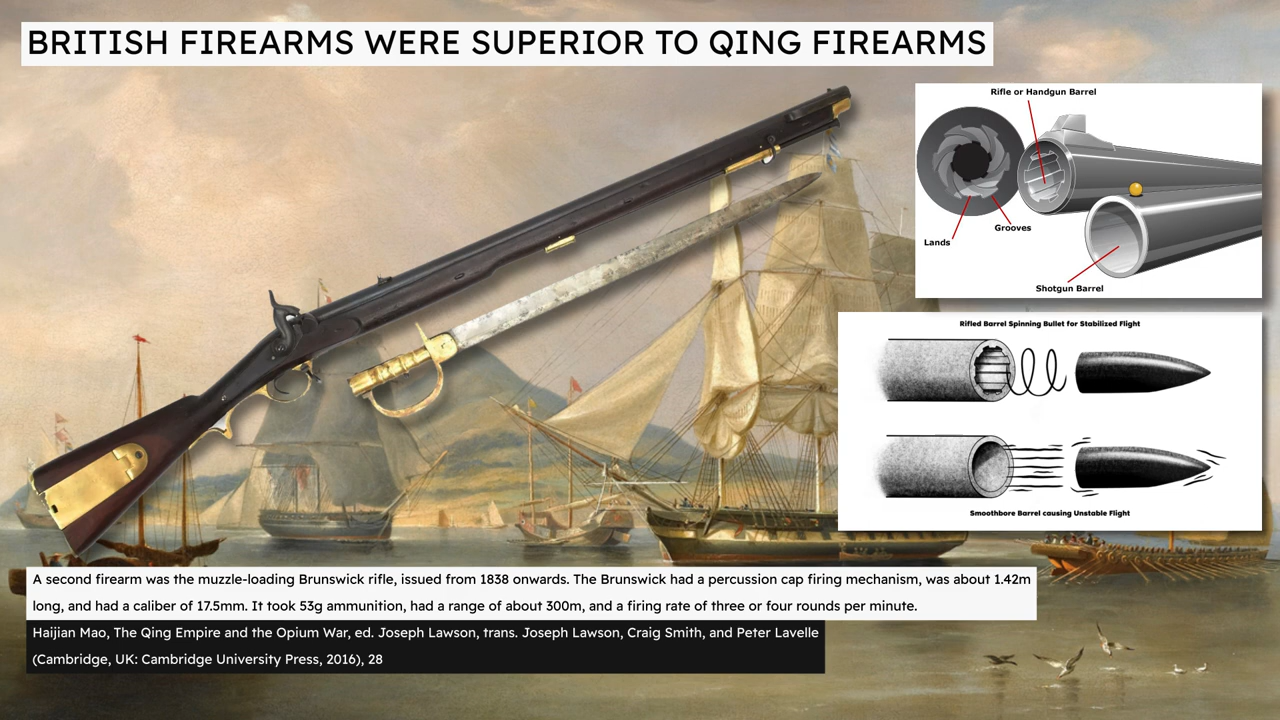 BRITISH FIREARMS WERE SUPERIOR TO QING FIREARMS
Rifle or Handgun Barrel
Grooves
Lands
Shotgun Barrel
Rifled Barrel Spinning Bullet for Stabilized Flight
Smoothbore Barrel causing Unstable Flight
A second firearm was the muzzle-loading Brunswick rifle, issued from 1838 onwards. The Brunswick had a percussion cap firing mechanism, was about 1.42m
long, and had a caliber of 17.5mm. It took 53g ammunition, had a range of about 300m, and a firing rate of three or four rounds per minute.
Haijian Mao, The Qing Empire and the Opium War, ed. Joseph Lawson, trans. Joseph Lawson, Craig Smith, and Peter Lavelle
(Cambridge, UK: Cambridge University Press, 2016), 28